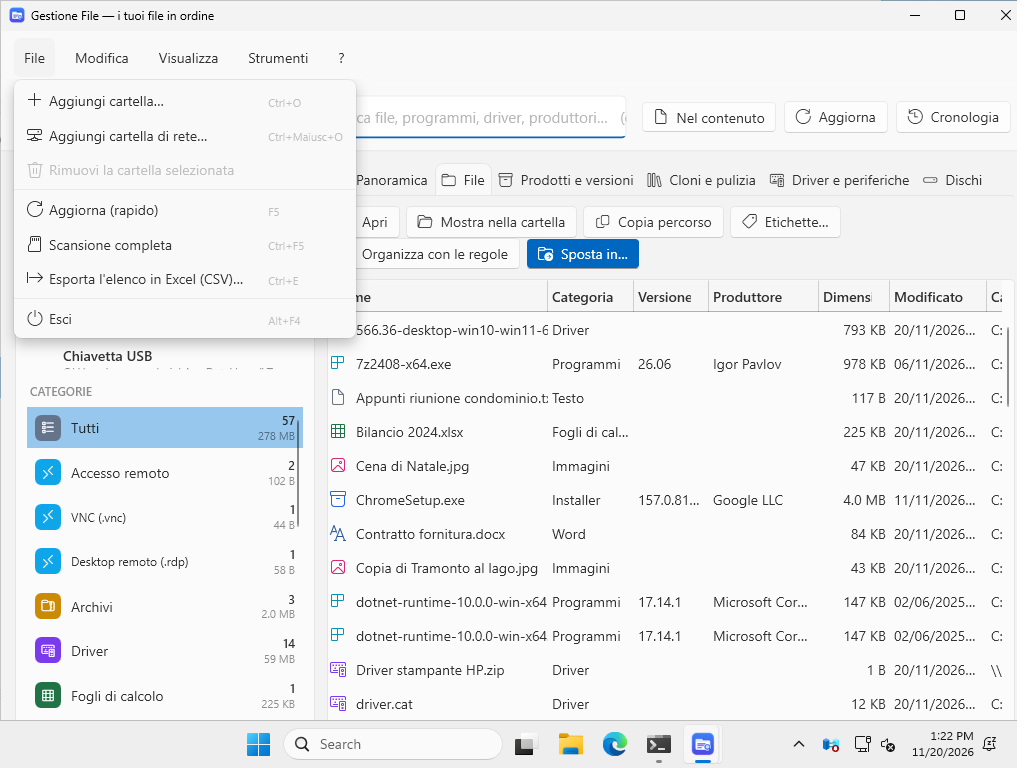 Gestione File — i tuoi file in ordine
File Modifica Visualizza Strumenti ?
Aggiungi cartella... Ctrl+O
Aggiungi cartella di rete... Ctrl+Maiusc+O
Rimuovi la cartella selezionata
Aggiorna (rapido) F5
Scansione completa Ctrl+F5
Esporta l'elenco in Excel (CSV)... Ctrl+E
Esci Alt+F4
file, programmi, driver, produttori...
Nel contenuto Aggiorna Cronologia
Panoramica File Prodotti e versioni Cloni e pulizia Driver e periferiche Dischi
Apri Mostra nella cartella Copia percorso Etichette...
Organizza con le regole Sposta in...
Categoria Versione Produttore Dimensi Modificato
Chiavetta USB
CATEGORIE
Tutti 57
278 MB
Accesso remoto 2
102 B
VNC (.vnc) 1
44 B
Desktop remoto (.rdp) 1
58 B
Archivi 3
2.0 MB
Driver 14
59 MB
Fogli di calcolo 1
225 KB
566.36-desktop-win10-win11-6 Driver 793 KB 20/11/2026... C:
7z2408-x64.exe Programmi 26.06 Igor Pavlov 978 KB 06/11/2026... C:
Appunti riunione condominio.t Testo 117 B 20/11/2026... C:
Bilancio 2024.xlsx Fogli di cal... 225 KB 20/11/2026... C:
Cena di Natale.jpg Immagini 47 KB 20/11/2026... C:
ChromeSetup.exe Installer 157.0.81... Google LLC 4.0 MB 11/11/2026... C:
Contratto fornitura.docx Word 84 KB 20/11/2026... C:
Copia di Tramonto al lago.jpg Immagini 43 KB 20/11/2026... C:
dotnet-runtime-10.0.0-win-x64 Programmi 17.14.1 Microsoft Cor... 147 KB 02/06/2025... C:
dotnet-runtime-10.0.0-win-x64 Programmi 17.14.1 Microsoft Cor... 147 KB 02/06/2025... C:
Driver stampante HP.zip Driver 1 B 20/11/2026... \\
driver.cat Driver 12 KB 20/11/2026... C:
Search
1:22 PM
11/20/2026